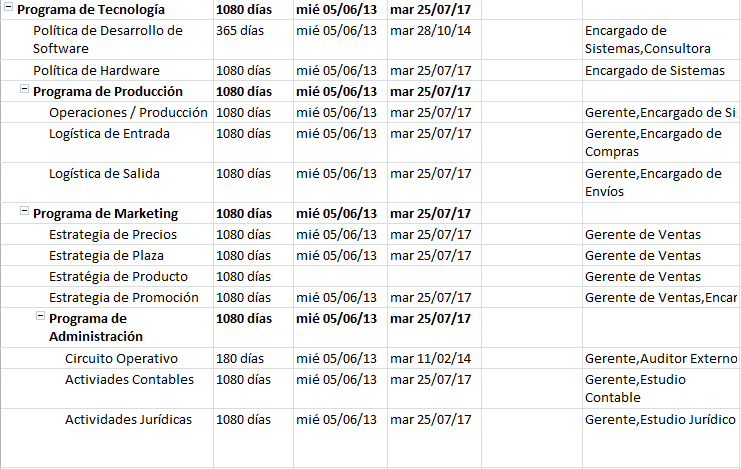 Programa de Tecnología 1080 días mié 05/06/13 mar 25/07/17
Política de Desarrollo de 365 días mié 05/06/13 mar 28/10/14 Encargado de
Software Sistemas,Consultora
Política de Hardware 1080 días mié 05/06/13 mar 25/07/17 Encargado de Sistemas
Programa de Producción 1080 días mié 05/06/13 mar 25/07/17
Operaciones / Producción 1080 días mié 05/06/13 mar 25/07/17 Gerente,Encargado de Si
Logística de Entrada 1080 días mié 05/06/13 mar 25/07/17 Gerente,Encargado de
Compras
Logística de Salida 1080 días mié 05/06/13 mar 25/07/17 Gerente,Encargado de
Envíos
Programa de Marketing 1080 días mié 05/06/13 mar 25/07/17
Estrategia de Precios 1080 días mié 05/06/13 mar 25/07/17 Gerente de Ventas
Estrategia de Plaza 1080 días mié 05/06/13 mar 25/07/17 Gerente de Ventas
Estratégia de Producto 1080 días Gerente de Ventas
Estrategia de Promoción 1080 días mié 05/06/13 mar 25/07/17 Gerente de Ventas,Encar
Programa de 1080 días mié 05/06/13 mar 25/07/17
Administración
Circuito Operativo 180 días mié 05/06/13 mar 11/02/14 Gerente,Auditor Externo
Activiades Contables 1080 días mié 05/06/13 mar 25/07/17 Gerente,Estudio
Contable
Actividades Jurídicas 1080 días mié 05/06/13 mar 25/07/17 Gerente,Estudio Jurídico